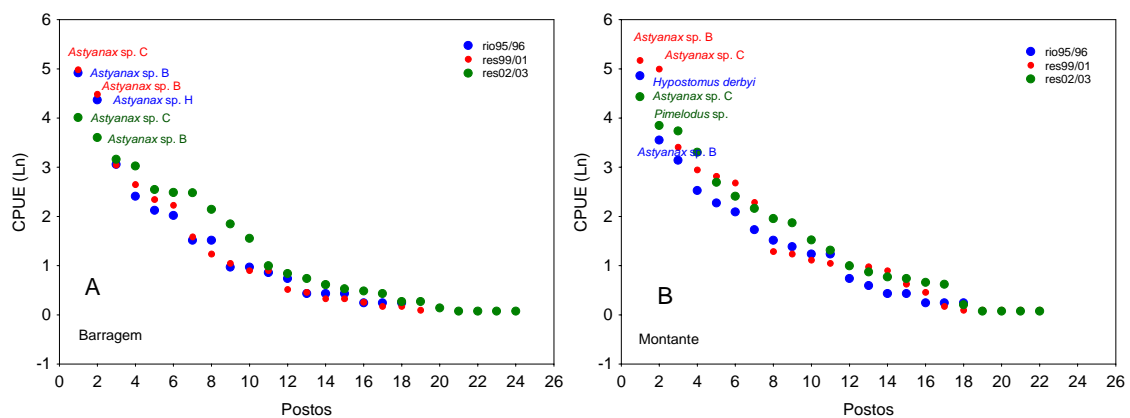 6
5
4
3
2
1
0
-1
CPUE (Ln)
Astyanax sp. C
Astyanax sp. B
Astyanax sp. B
Astyanax sp. H
Astyanax sp. C
Astyanax sp. B
rio95/96
res99/01
res02/03
A
Barragem
0 2 4 6 8 10 12 14 16 18 20 22 24 26
Postos
6
5
4
3
2
1
0
-1
CPUE (Ln)
Astyanax sp. B
Astyanax sp. C
Hypostomus derbyi
Astyanax sp. C
Pimelodus sp.
Astyanax sp. B
rio95/96
res99/01
res02/03
B
Montante
0 2 4 6 8 10 12 14 16 18 20 22 24 26
Postos